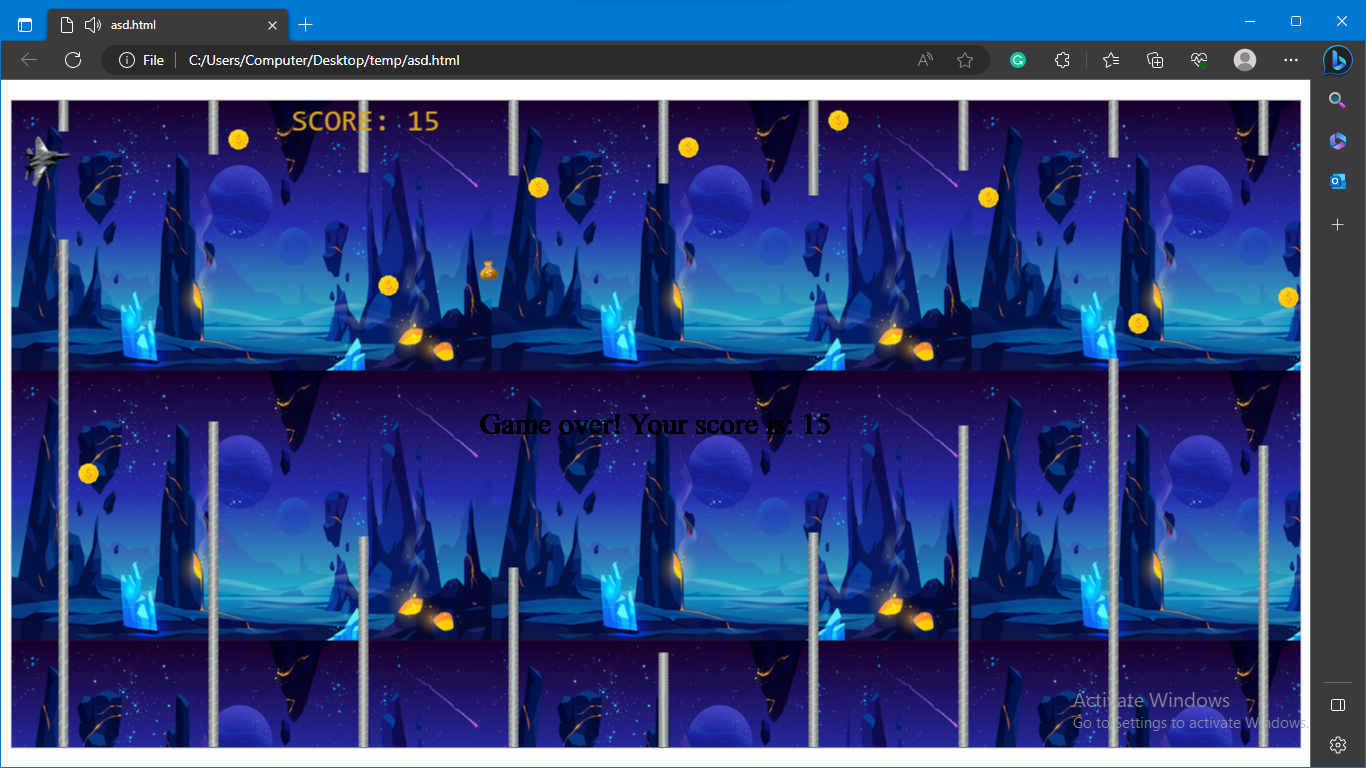 asd.html
File
C:/Users/Computer/Desktop/temp/asd.html
SCORE: 15
Game over! Your score is: 15
Activate Windows
Go to Settings to activate Windows.